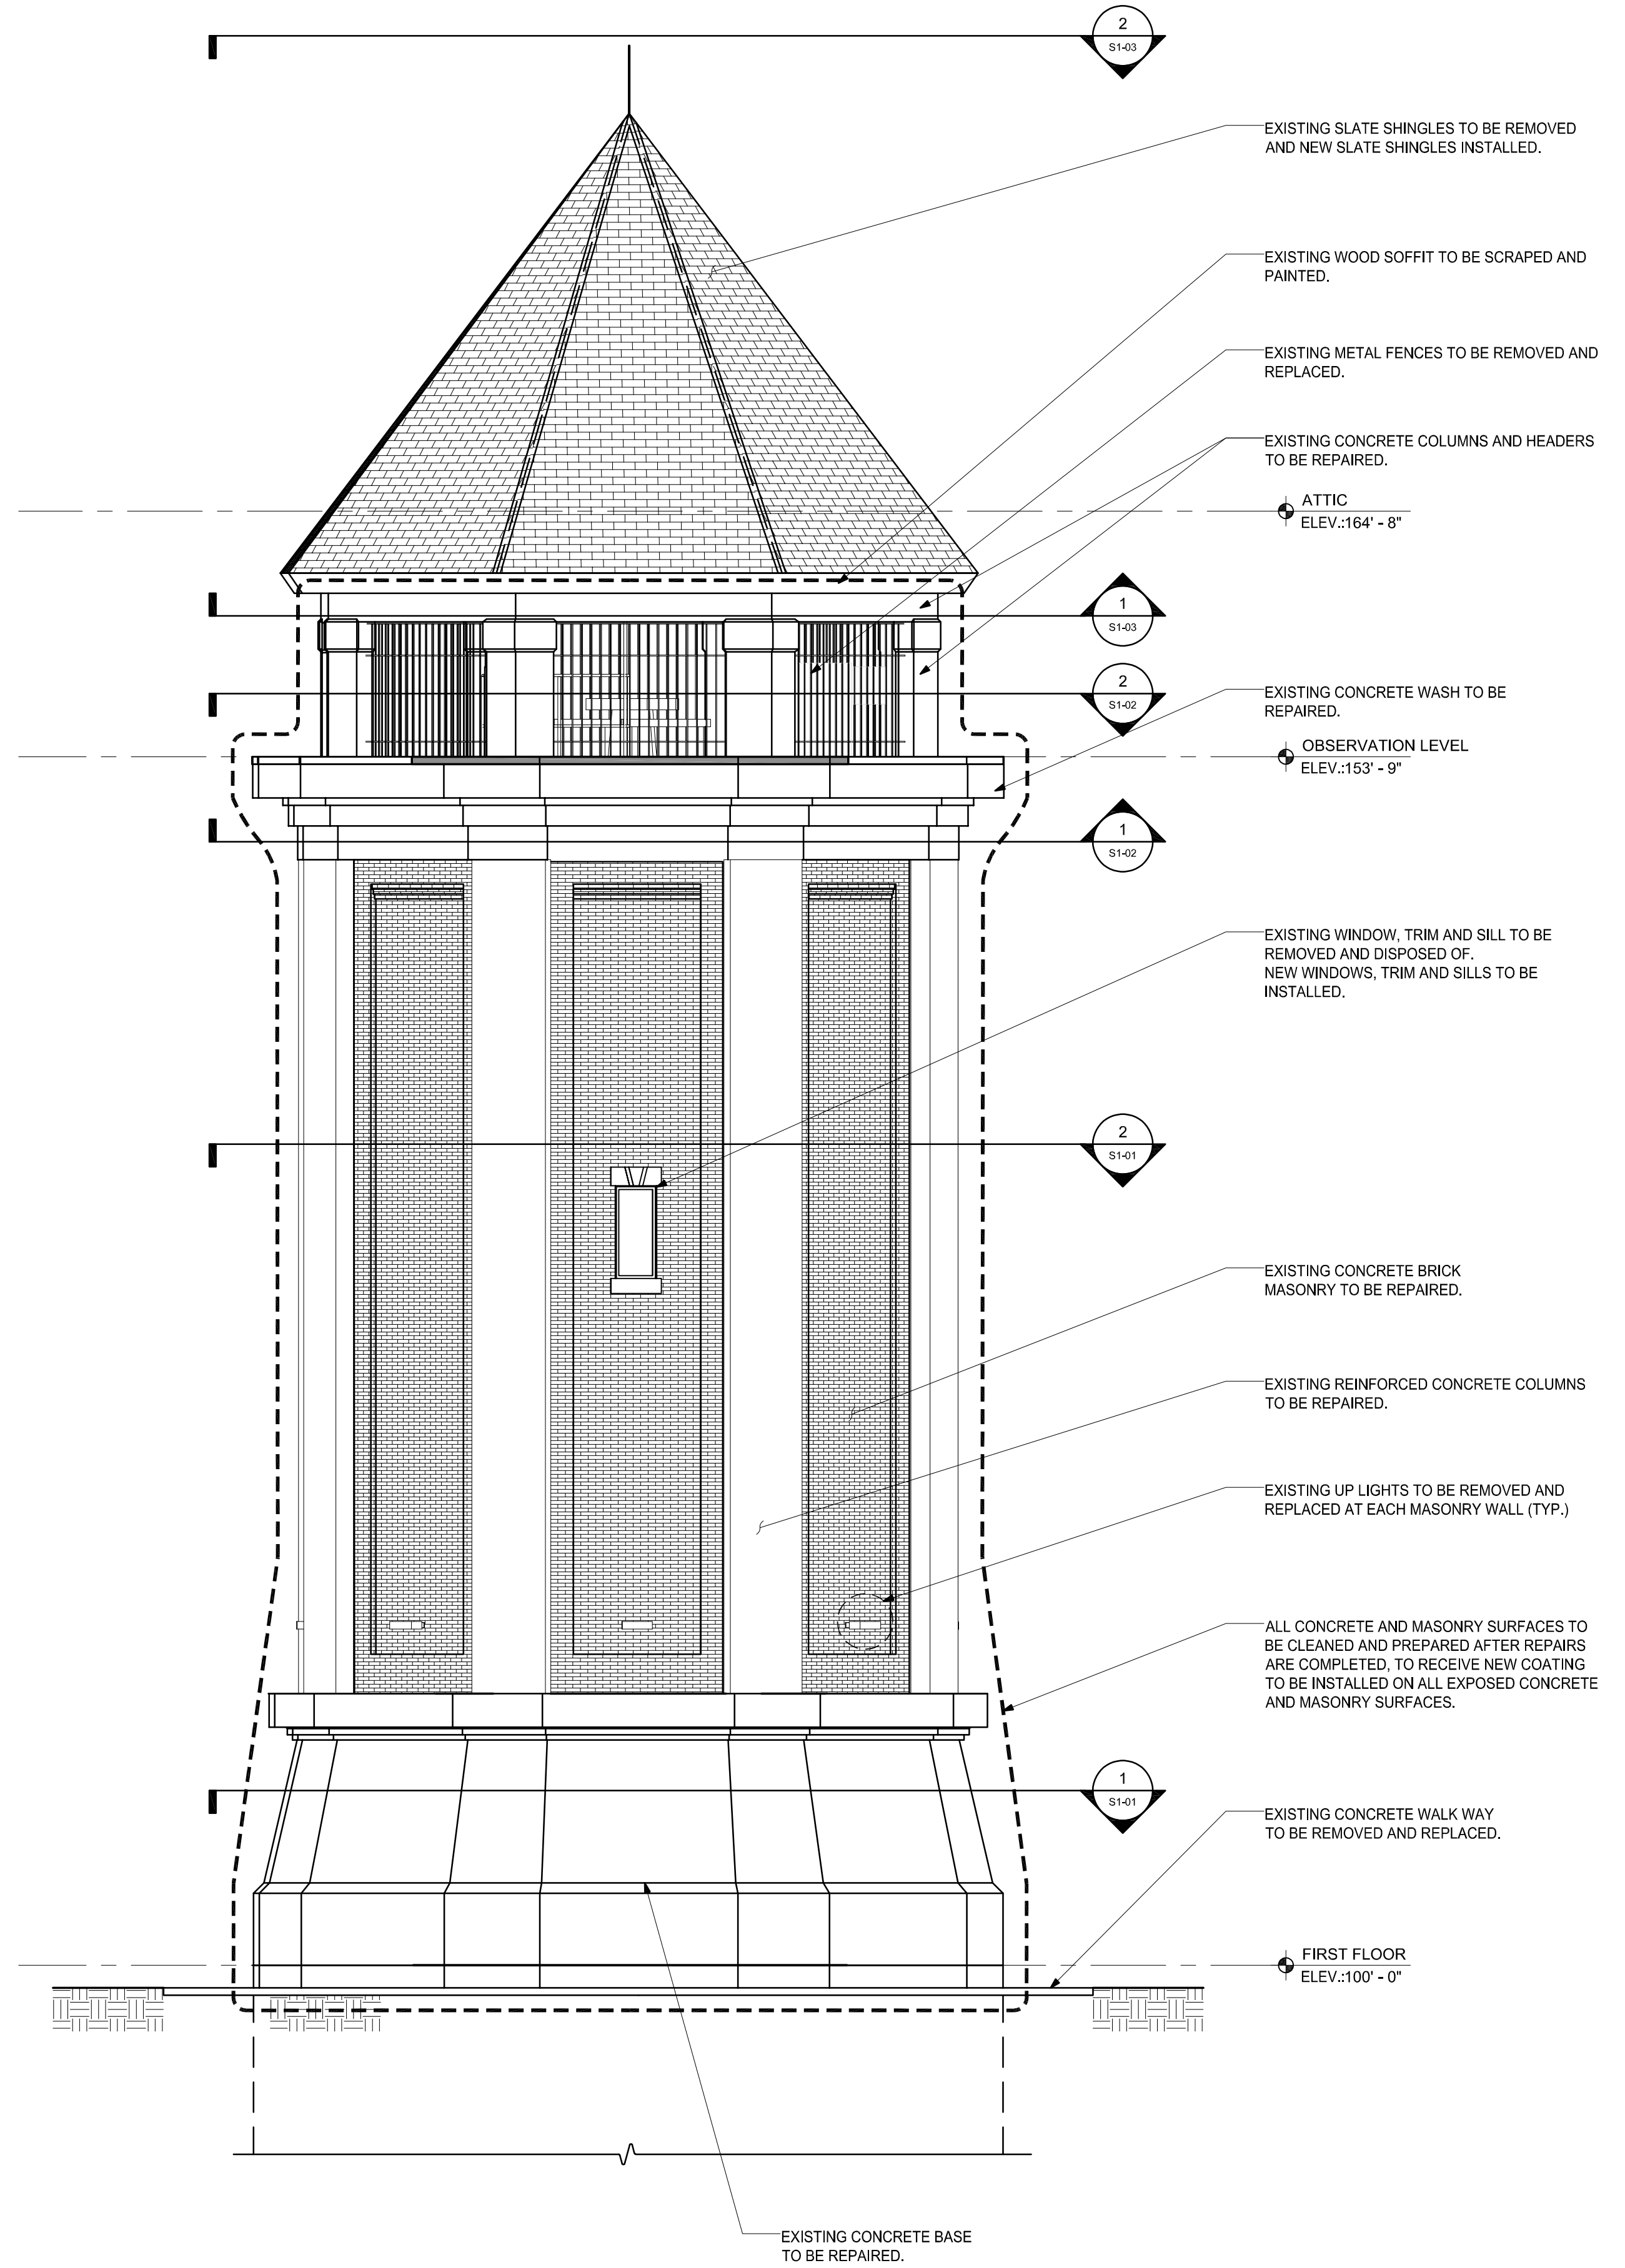 2
S1-03
EXISTING SLATE SHINGLES TO BE REMOVED
AND NEW SLATE SHINGLES INSTALLED.
EXISTING WOOD SOFFIT TO BE SCRAPED AND
PAINTED.
EXISTING METAL FENCES TO BE REMOVED AND
REPLACED.
EXISTING CONCRETE COLUMNS AND HEADERS
TO BE REPAIRED.
ATTIC
ELEV.:164' - 8"
1
S1-03
2
S1-02
EXISTING CONCRETE WASH TO BE
REPAIRED.
OBSERVATION LEVEL
ELEV.:153' - 9"
1
S1-02
EXISTING WINDOW, TRIM AND SILL TO BE
REMOVED AND DISPOSED OF.
NEW WINDOWS, TRIM AND SILLS TO BE
INSTALLED.
2
S1-01
EXISTING CONCRETE BRICK
MASONRY TO BE REPAIRED.
EXISTING REINFORCED CONCRETE COLUMNS
TO BE REPAIRED.
EXISTING UP LIGHTS TO BE REMOVED AND
REPLACED AT EACH MASONRY WALL (TYP.)
ALL CONCRETE AND MASONRY SURFACES TO
BE CLEANED AND PREPARED AFTER REPAIRS
ARE COMPLETED, TO RECEIVE NEW COATING
TO BE INSTALLED ON ALL EXPOSED CONCRETE
AND MASONRY SURFACES.
1
S1-01
EXISTING CONCRETE WALK WAY
TO BE REMOVED AND REPLACED.
FIRST FLOOR
ELEV.:100' - 0"
EXISTING CONCRETE BASE
TO BE REPAIRED.